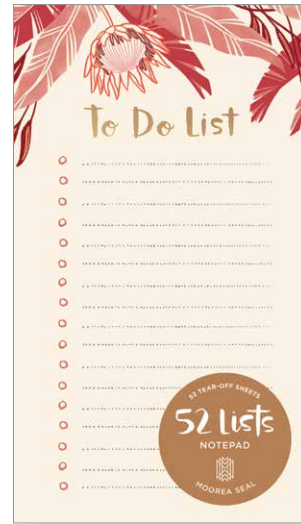 To Do List
52 TEAR-OFF SHEETS
52 Lists
NOTEPAD
MOOREA SEAL